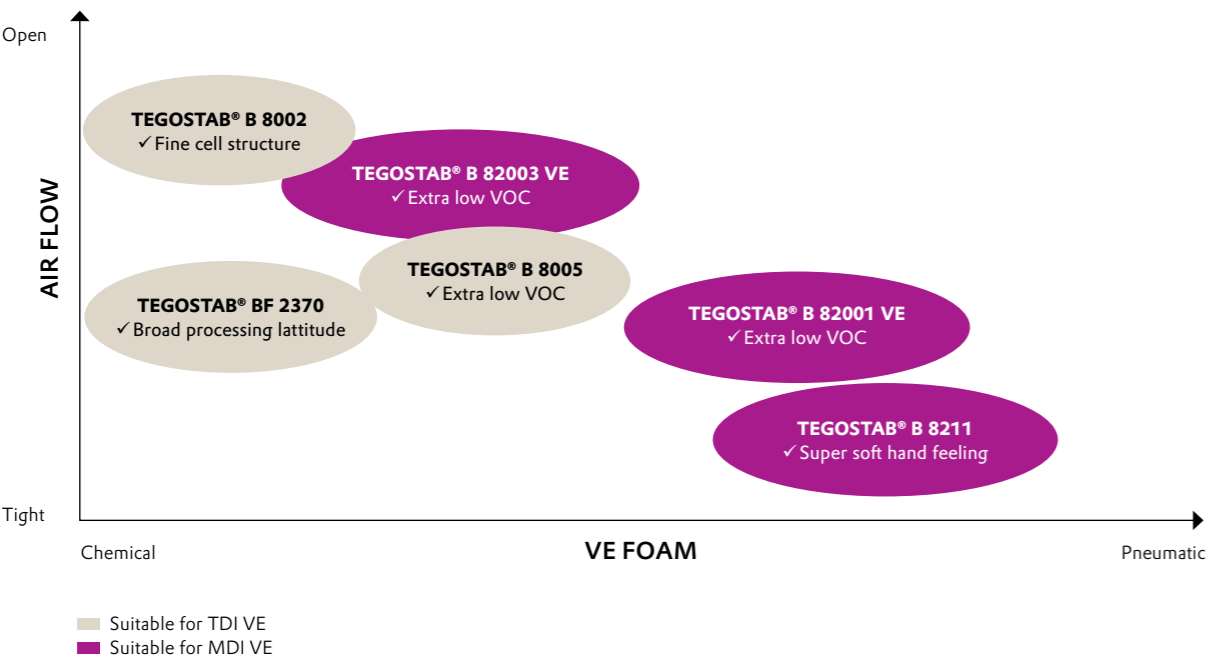 Open
TEGOSTAB® B 8002
✓ Fine cell structure
TEGOSTAB® B 82003 VE
✓ Extra low VOC
AIR FLOW
TEGOSTAB® B 8005
✓ Extra low VOC
TEGOSTAB® BF 2370
✓ Broad processing lattitude
TEGOSTAB® B 82001 VE
✓ Extra low VOC
TEGOSTAB® B 8211
✓ Super soft hand feeling
Tight
Chemical
VE FOAM
Pneumatic
Suitable for TDI VE
Suitable for MDI VE